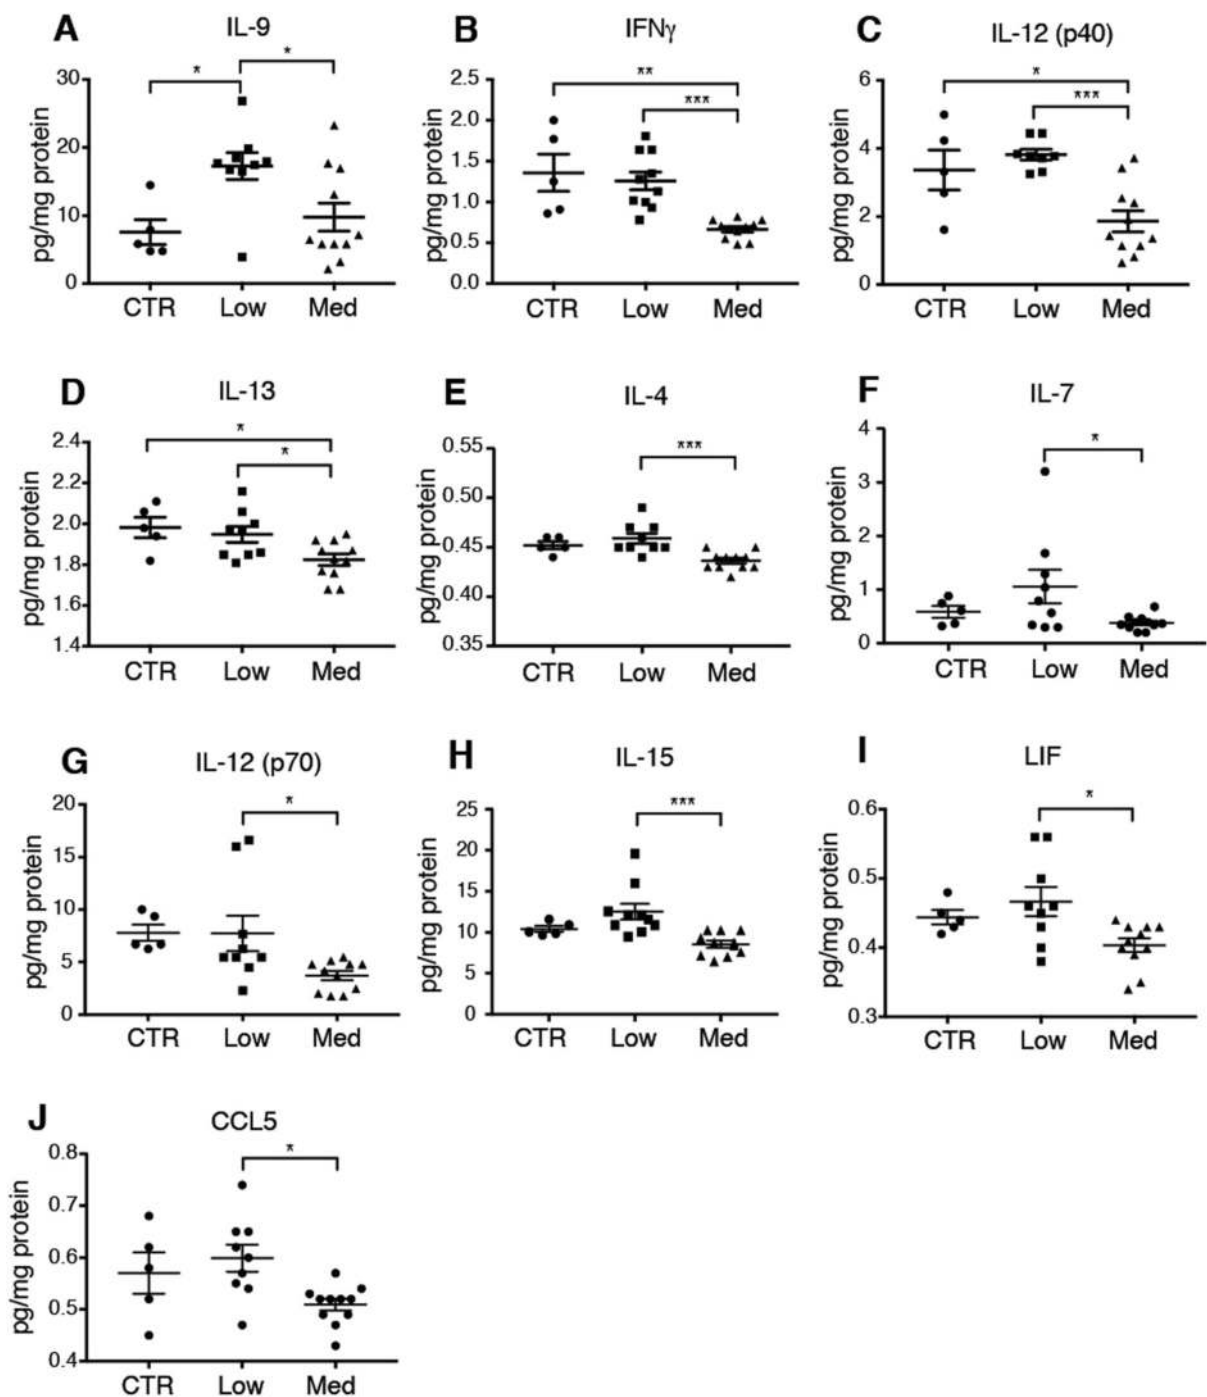 A IL-9
* *
pg/mg protein
30
20
10
0
CTR Low Med
B IFNγ
**
***
pg/mg protein
2.5
2.0
1.5
1.0
0.5
0.0
CTR Low Med
C IL-12 (p40)
*
***
pg/mg protein
6
4
2
0
CTR Low Med
D IL-13
*
*
pg/mg protein
2.4
2.2
2.0
1.8
1.6
1.4
CTR Low Med
E IL-4
***
pg/mg protein
0.55
0.50
0.45
0.40
0.35
CTR Low Med
F IL-7
*
pg/mg protein
4
3
2
1
0
CTR Low Med
G IL-12 (p70)
*
pg/mg protein
20
15
10
5
0
CTR Low Med
H IL-15
***
pg/mg protein
25
20
15
10
5
0
CTR Low Med
I LIF
*
pg/mg protein
0.6
0.5
0.4
0.3
CTR Low Med
J CCL5
*
pg/mg protein
0.8
0.7
0.6
0.5
0.4
CTR Low Med